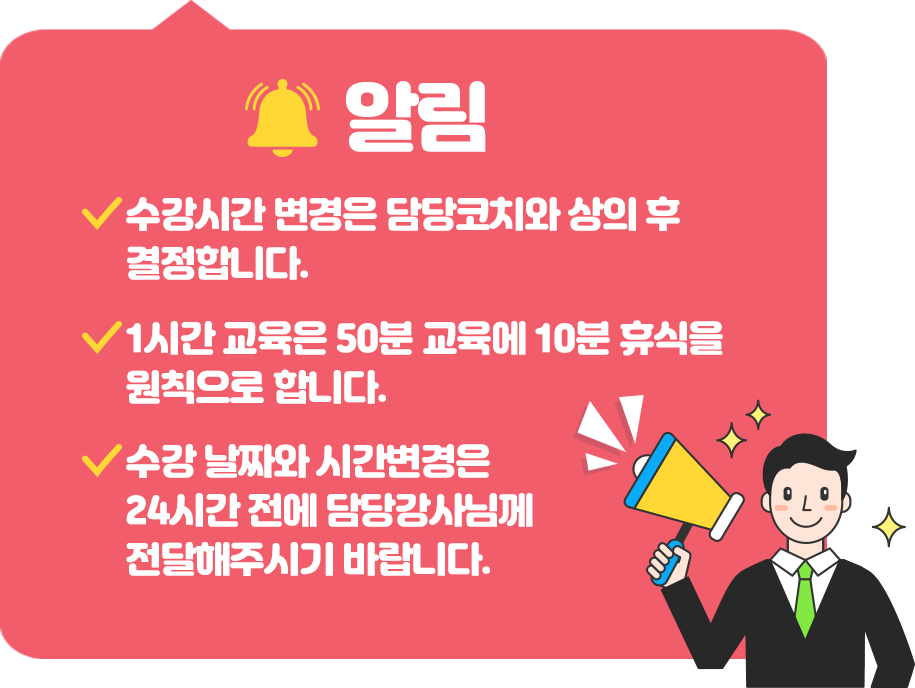 알림
수강시간 변경은 담당코치와 상의 후
결정합니다.
1시간 교육은 50분 교육에 10분 휴식을
원칙으로 합니다.
수강 날짜와 시간변경은
24시간 전에 담당강사님께
전달해주시기 바랍니다.